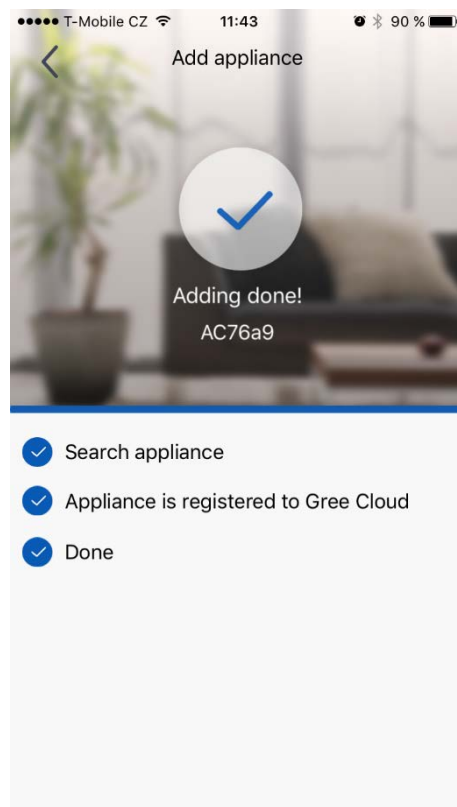 T-Mobile CZ 11:43 90 %
Add appliance
Adding done!
AC76a9
Search appliance
Appliance is registered to Gree Cloud
Done